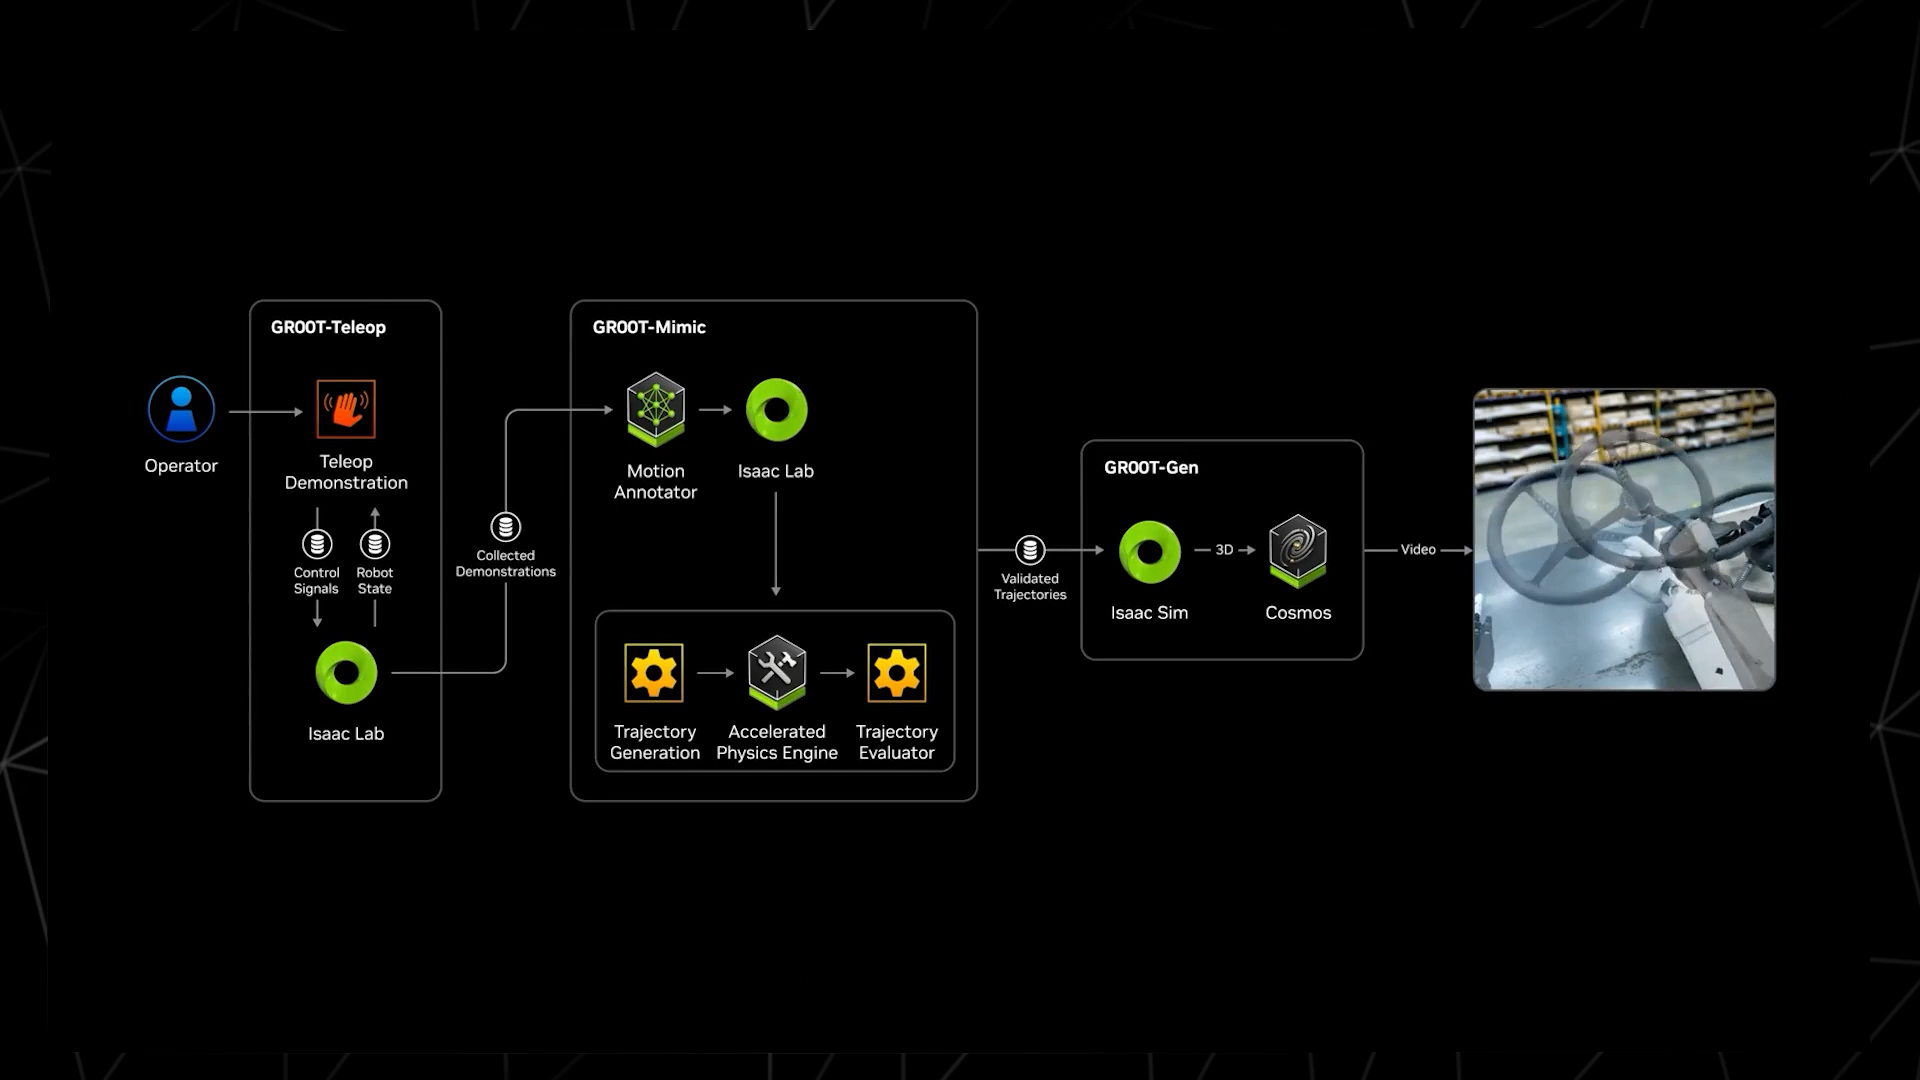 GR00T-Teleop
Operator
Teleop
Demonstration
Control
Signals
Robot
State
Isaac Lab
Collected
Demonstrations
GR00T-Mimic
Motion
Annotator
Isaac Lab
Trajectory
Generation
Accelerated
Physics Engine
Trajectory
Evaluator
Validated
Trajectories
GR00T-Gen
Isaac Sim
3D
Cosmos
Video